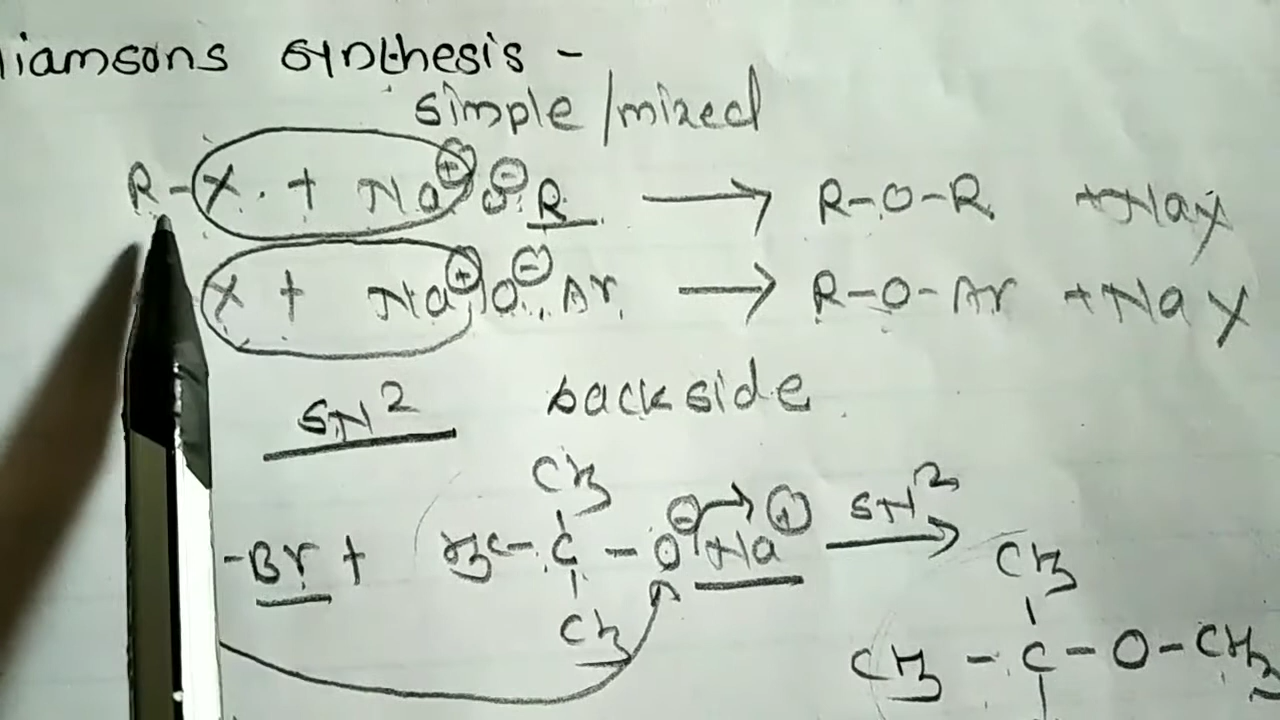 liamsons synthesis -
simple/mixed
R-X + Na⊕ O⊖ R ⟶ R-O-R + NaX
X + Na⊕ O⊖ Ar ⟶ R-O-Ar + NaX
SN2 backside
CH3
-Br + H3C-C-O⊖ Na⊕ SN2 ⟶
CH3
CH3
CH3-C-O-CH3